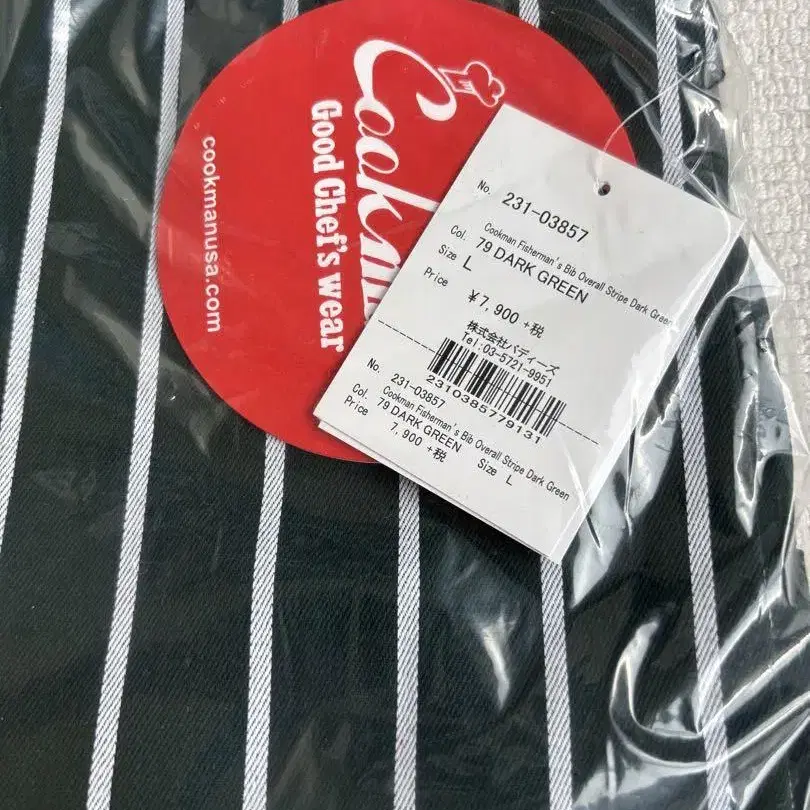 Cookman
Good Chef's wear
cookmanusa.com
No. 231-03857
Cookman Fisherman's Bib Overall Stripe Dark Green
Col. 79 DARK GREEN
Size L
Price ¥7,900 +税
株式会社バディーズ
Tel:03-5721-9951
2310385779131
No. 231-03857
Cookman Fisherman's Bib Overall Stripe Dark Green
Col. 79 DARK GREEN Size L
Price 7,900 +税